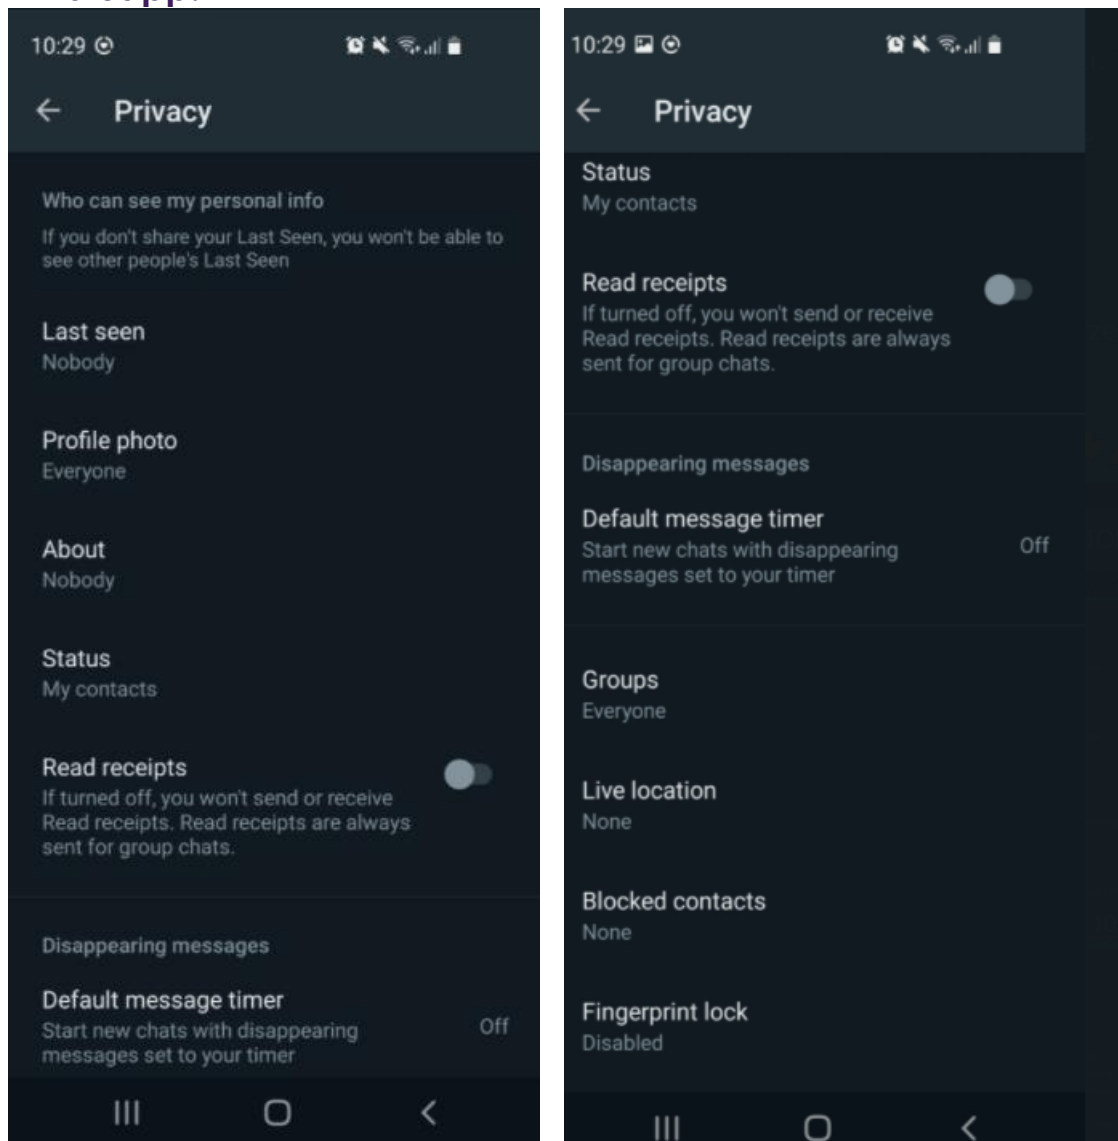 10:29
Privacy
Who can see my personal info
If you don't share your Last Seen, you won't be able to
see other people's Last Seen
Last seen
Nobody
Profile photo
Everyone
About
Nobody
Status
My contacts
Read receipts
If turned off, you won't send or receive
Read receipts. Read receipts are always
sent for group chats.
Disappearing messages
Default message timer
Start new chats with disappearing
messages set to your timer
Off
10:29
Privacy
Status
My contacts
Read receipts
If turned off, you won't send or receive
Read receipts. Read receipts are always
sent for group chats.
Disappearing messages
Default message timer
Start new chats with disappearing
messages set to your timer
Off
Groups
Everyone
Live location
None
Blocked contacts
None
Fingerprint lock
Disabled